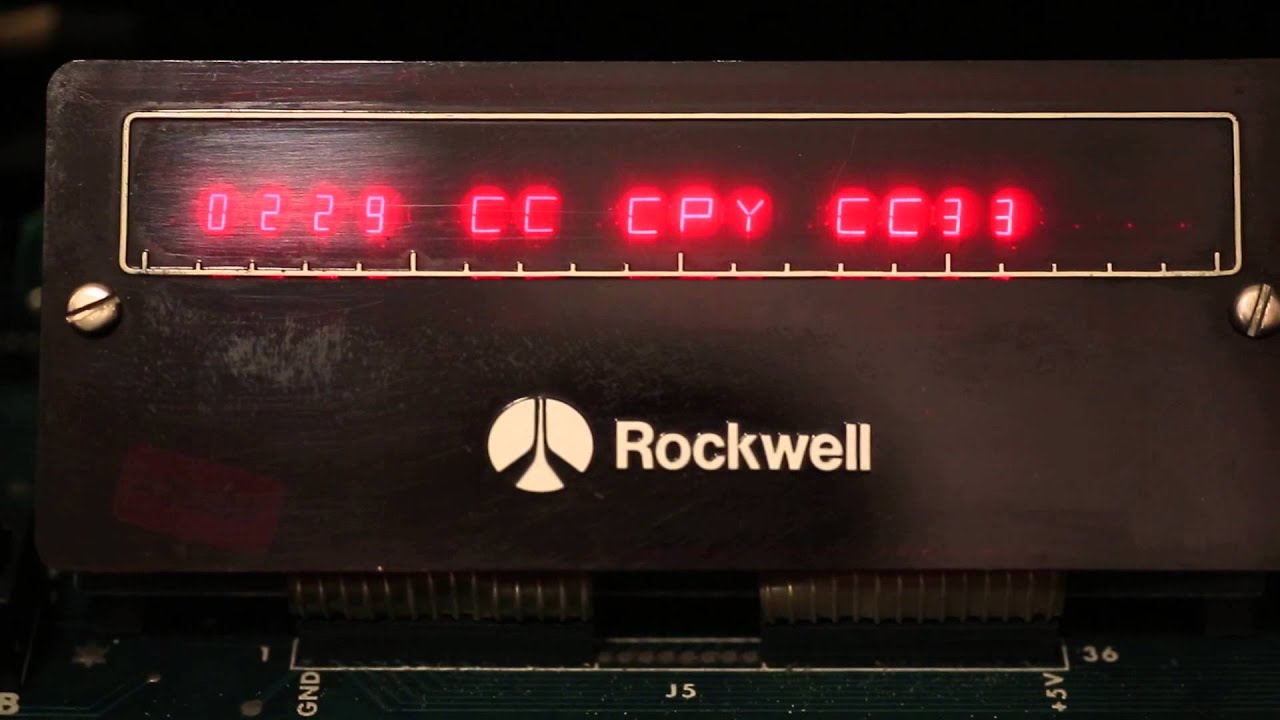 0229 CC CPY CC33
Rockwell
1 36
GND J5 +5V
B